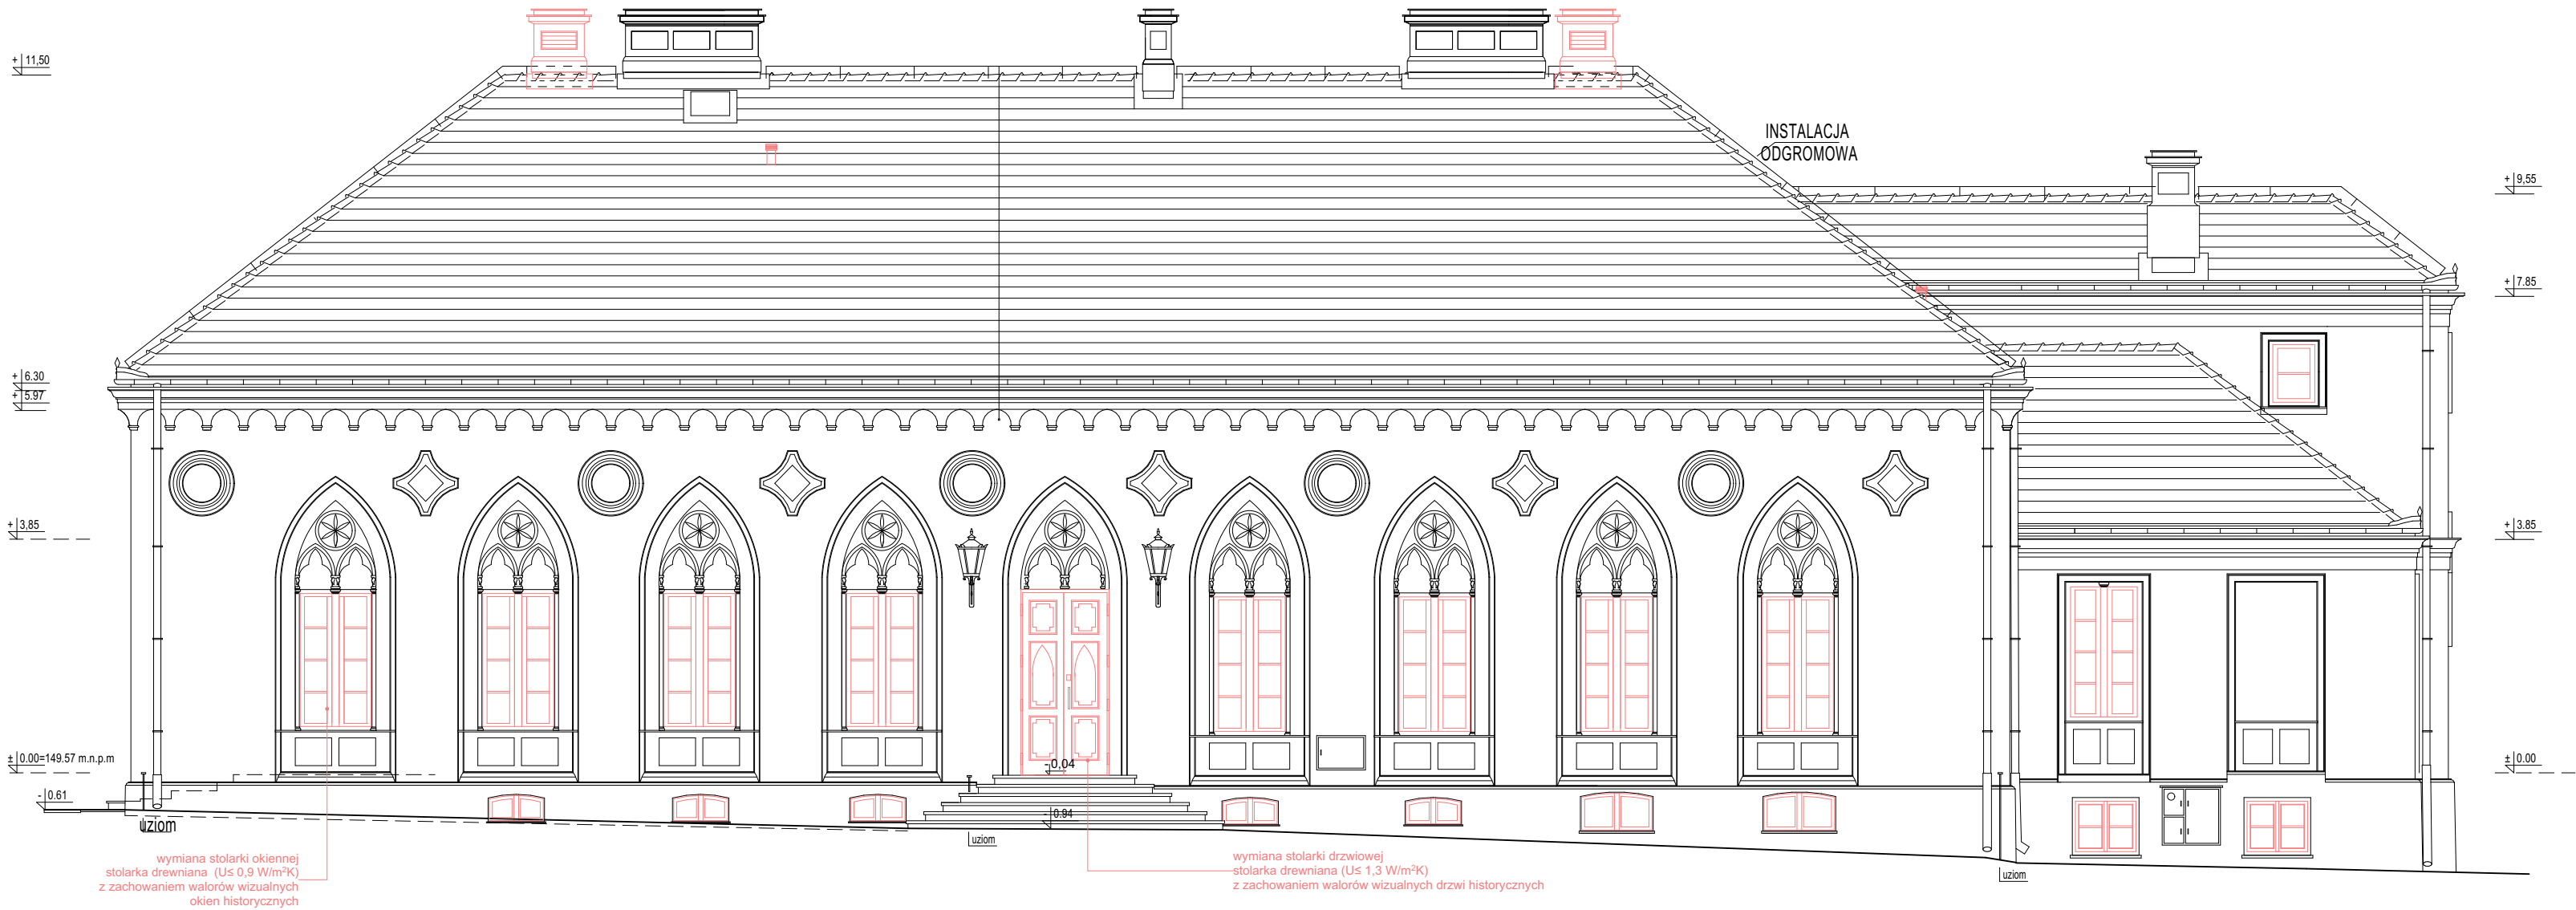 + 11,50
INSTALACJA
ODGROMOWA
+ 9,55
+ 7.85
+ 6.30
+ 5.97
+ 3,85
+ 3.85
± 0.00=149.57 m.n.p.m
- 0,04
± 0.00
- 0.61
- 0.94
uziom
uziom
uziom
wymiana stolarki okiennej
stolarka drewniana (U≤ 0,9 W/m²K)
z zachowaniem walorów wizualnych
okien historycznych
wymiana stolarki drzwiowej
stolarka drewniana (U≤ 1,3 W/m²K)
z zachowaniem walorów wizualnych drzwi historycznych